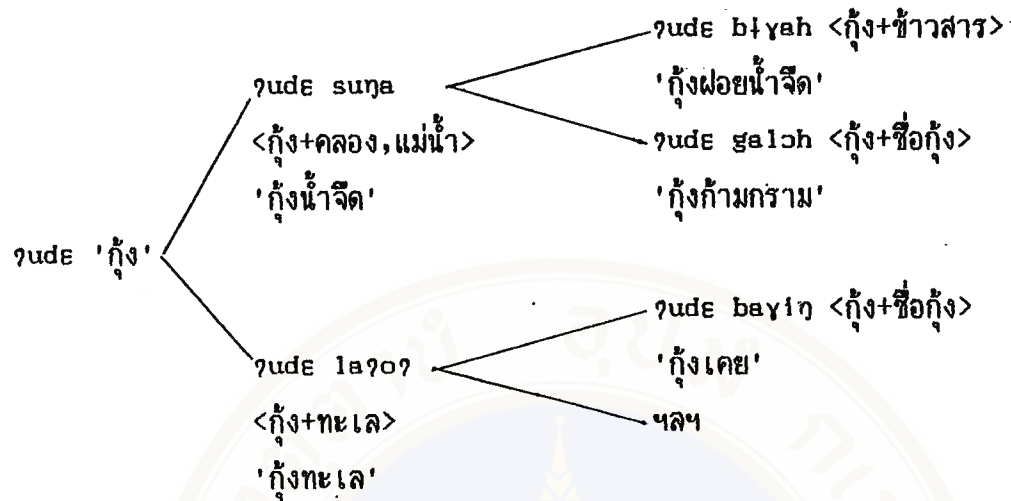 ʔudɛ bɨɣah <กุ้ง+ข้าวสาร>
ʔudɛ suŋa
'กุ้งฝอยน้ำจืด'
<กุ้ง+คลอง,แม่น้ำ>
ʔudɛ galɔh <กุ้ง+ชื่อกุ้ง>
'กุ้งน้ำจืด'
'กุ้งก้ามกราม'
ʔudɛ 'กุ้ง'
ʔudɛ baɣiŋ <กุ้ง+ชื่อกุ้ง>
ʔudɛ laʔoʔ
'กุ้งเคย'
<กุ้ง+ทะเล>
ฯลฯ
'กุ้งทะเล'